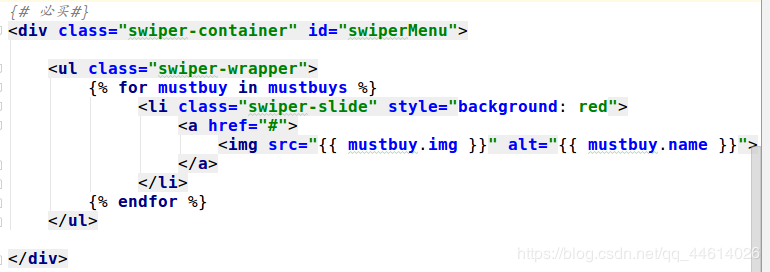 {# 必买#}
<div class="swiper-container" id="swiperMenu">
<ul class="swiper-wrapper">
{% for mustbuy in mustbuys %}
<li class="swiper-slide" style="background: red">
<a href="#">
<img src="{{ mustbuy.img }}" alt="{{ mustbuy.name }}">
</a>
</li>
{% endfor %}
</ul>
</div>
https://blog.csdn.net/qq_44614026